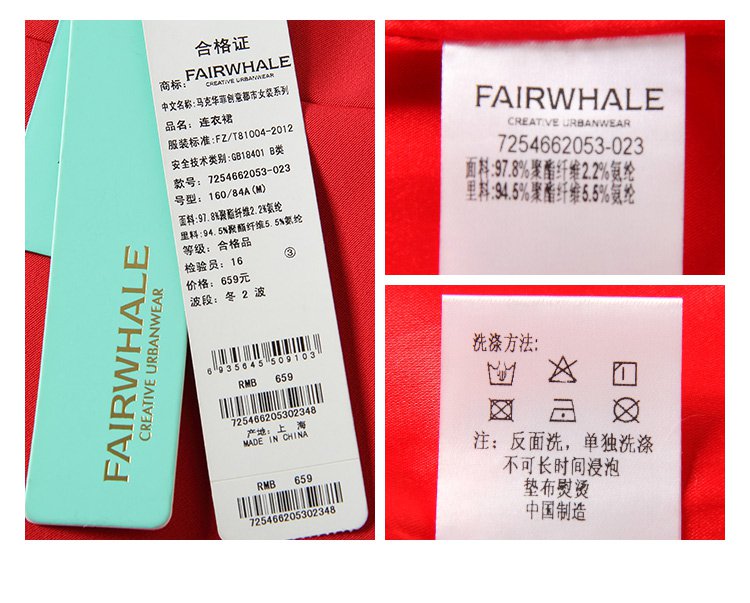 FAIRWHALE
CREATIVE URBANWEAR
合格证
商标: FAIRWHALE
CREATIVE URBANWEAR
中文名称: 马克华菲创意都市女装系列
品名: 连衣裙
服装标准: FZ/T81004-2012
安全技术类别: GB18401 B类
款号: 7254662053-023
号型: 160/84A(M)
面料: 97.8%聚酯纤维2.2%氨纶
里料: 94.5%聚酯纤维5.5%氨纶
等级: 合格品
检验员: 16
③
价格: 659元
波段: 冬 2 波
6 935645 509103
RMB 659
725466205302348
产地: 上 海
MADE IN CHINA
RMB 659
725466205302348
FAIRWHALE
CREATIVE URBANWEAR
7254662053-023
面料:97.8%聚酯纤维2.2%氨纶
里料:94.5%聚酯纤维5.5%氨纶
洗涤方法:
注: 反面洗, 单独洗涤
不可长时间浸泡
垫布熨烫
中国制造